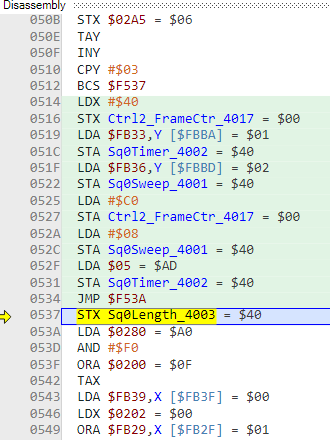 Disassembly
050B STX $02A5 = $06
050E TAY
050F INY
0510 CPY #$03
0512 BCS $F537
0514 LDX #$40
0516 STX Ctrl2_FrameCtr_4017 = $00
0519 LDA $FB33,Y [$FBBA] = $01
051C STA Sq0Timer_4002 = $40
051F LDA $FB36,Y [$FBBD] = $02
0522 STA Sq0Sweep_4001 = $40
0525 LDA #$C0
0527 STA Ctrl2_FrameCtr_4017 = $00
052A LDA #$08
052C STA Sq0Sweep_4001 = $40
052F LDA $05 = $AD
0531 STA Sq0Timer_4002 = $40
0534 JMP $F53A
0537 STX Sq0Length_4003 = $40
053A LDA $0280 = $A0
053D AND #$F0
053F ORA $0200 = $0F
0542 TAX
0543 LDA $FB39,X [$FB3F] = $00
0546 LDX $0202 = $00
0549 ORA $FB29,X [$FB2F] = $01